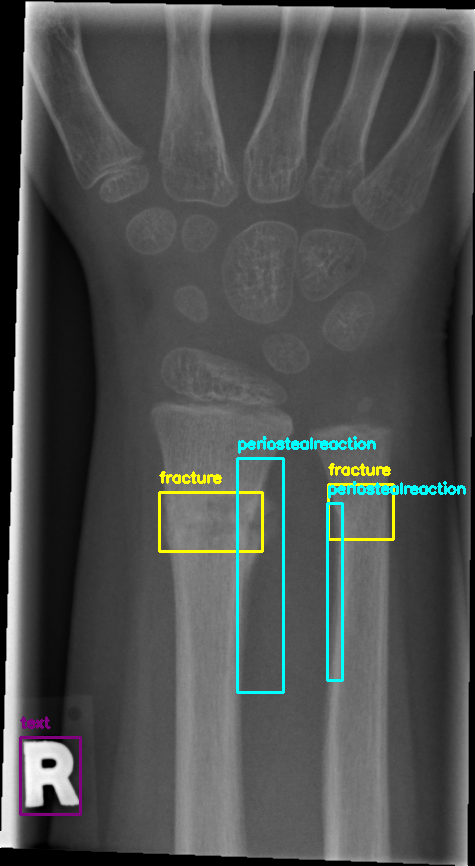 periostealreaction
fracture
fracture
periostealreaction
text
R